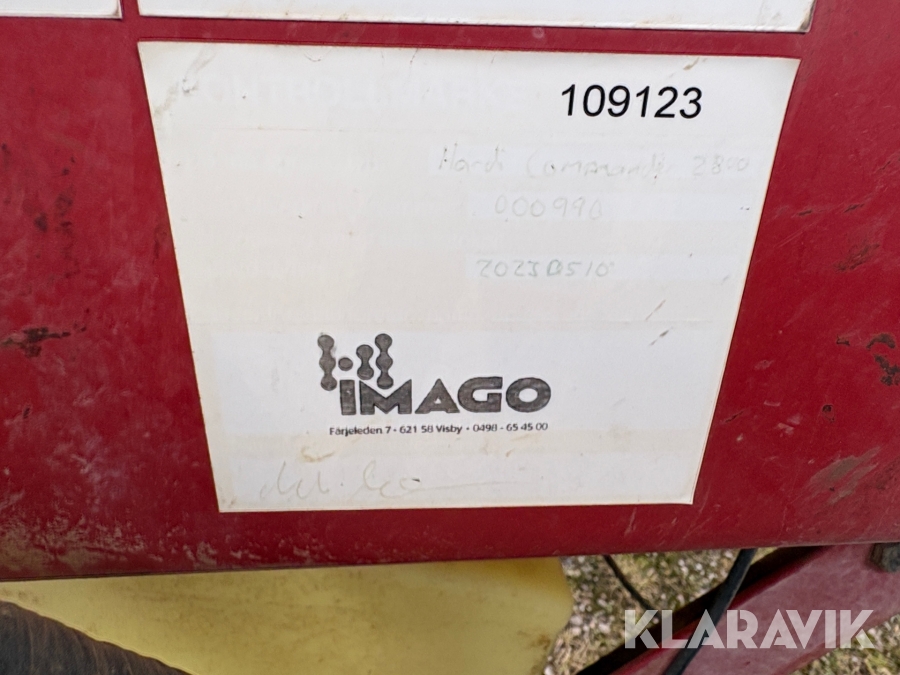 109123
Hardi Commander 2800
000990
20230510
IMAGO
Färjeleden 7 • 621 58 Visby • 0498 - 65 45 00
KLARAVIK